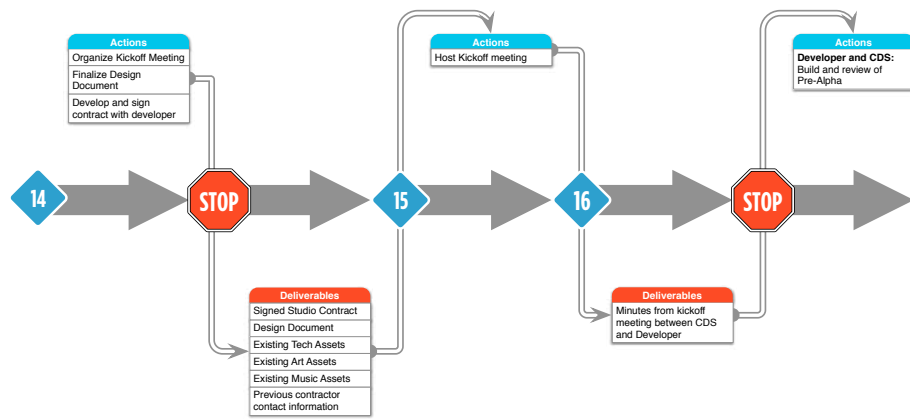 Actions
Organize Kickoff Meeting
Finalize Design
Document
Develop and sign
contract with developer
Actions
Host Kickoff meeting
Actions
Developer and CDS:
Build and review of
Pre-Alpha
14
STOP
15
16
STOP
Deliverables
Signed Studio Contract
Design Document
Existing Tech Assets
Existing Art Assets
Existing Music Assets
Previous contractor
contact information
Deliverables
Minutes from kickoff
meeting between CDS
and Developer